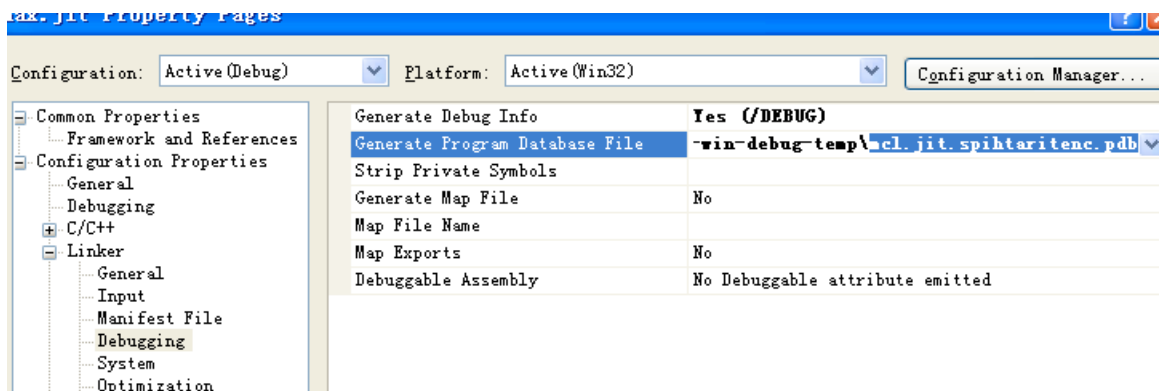 Max.jit Property Pages
Configuration: Active(Debug) Platform: Active(Win32) Configuration Manager...
Common Properties
Framework and References
Configuration Properties
General
Debugging
C/C++
Linker
General
Input
Manifest File
Debugging
System
Optimization
Generate Debug Info Yes (/DEBUG)
Generate Program Database File -win-debug-temp\mcl.jit.spihtaritenc.pdb
Strip Private Symbols
Generate Map File No
Map File Name
Map Exports No
Debuggable Assembly No Debuggable attribute emitted